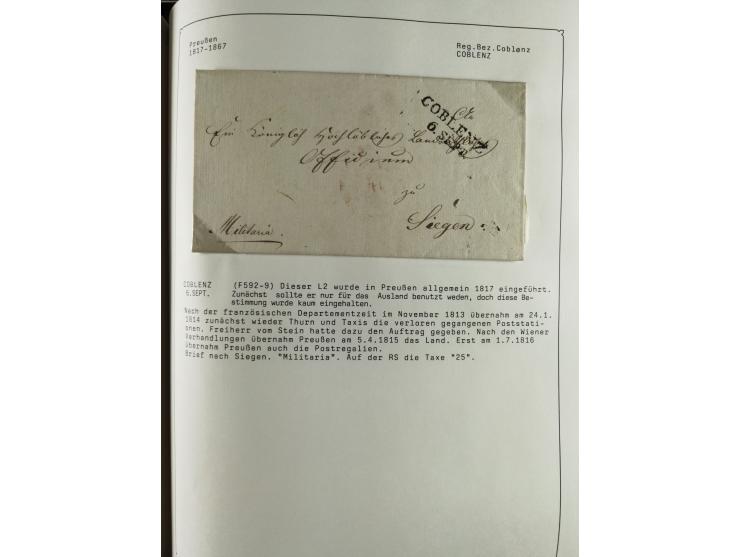 Preußen
1817-1867
Reg.Bez.Coblenz
COBLENZ
COBLENZ
6. SEPT.
Ein Königlich Hochlöbliches
Officium
zu
Siegen
Militaria.
COBLENZ (F592-9) Dieser L2 wurde in Preußen allgemein 1817 eingeführt.
6.SEPT. Zunächst sollte er nur für das Ausland benutzt weden, doch diese Be-
stimmung wurde kaum eingehalten.
Nach der französischen Departementzeit im November 1813 übernahm am 24.1.
1814 zunächst wieder Thurn und Taxis die verloren gegangenen Poststati-
onen, Freiherr vom Stein hatte dazu den Auftrag gegeben. Nach den Wiener
Verhandlungen übernahm Preußen am 5.4.1815 das Land. Erst am 1.7.1816
übernahm Preußen auch die Postregalien.
Brief nach Siegen. "Militaria". Auf der RS die Taxe "25".